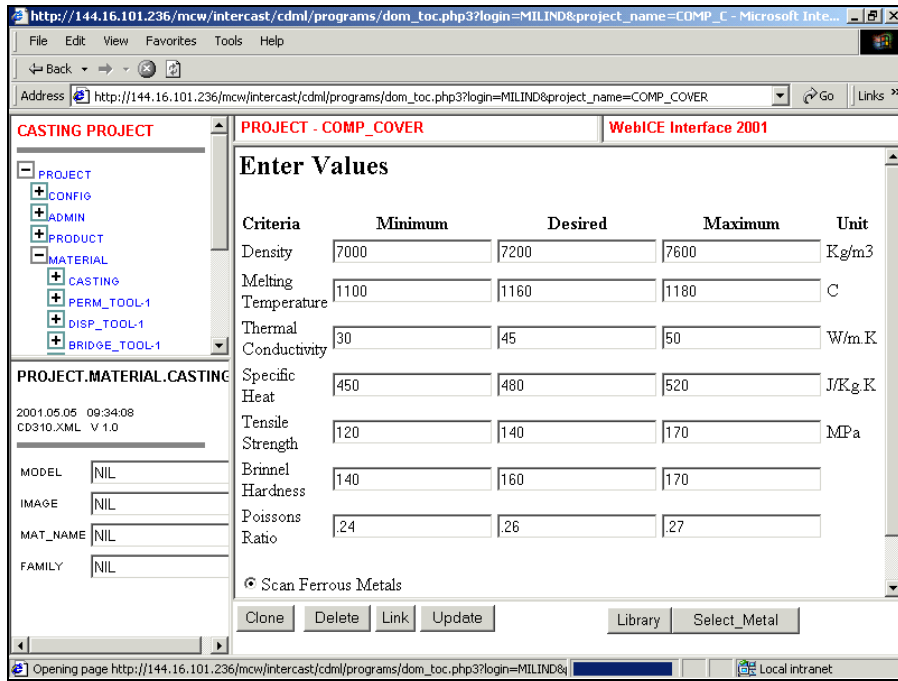 http://144.16.101.236/mcw/intercast/cdml/programs/dom_toc.php3?login=MILIND&project_name=COMP_C - Microsoft Inte...
File Edit View Favorites Tools Help
Back
Address http://144.16.101.236/mcw/intercast/cdml/programs/dom_toc.php3?login=MILIND&project_name=COMP_COVER Go Links »
CASTING PROJECT
PROJECT
CONFIG
ADMIN
PRODUCT
MATERIAL
CASTING
PERM_TOOL-1
DISP_TOOL-1
BRIDGE_TOOL-1
PROJECT.MATERIAL.CASTING
2001.05.05 09:34:08
CD310.XML V 1.0
MODEL NIL
IMAGE NIL
MAT_NAME NIL
FAMILY NIL
PROJECT - COMP_COVER WebICE Interface 2001
Enter Values
Criteria Minimum Desired Maximum Unit
Density 7000 7200 7600 Kg/m3
Melting
Temperature 1100 1160 1180 C
Thermal
Conductivity 30 45 50 W/m.K
Specific
Heat 450 480 520 J/Kg.K
Tensile
Strength 120 140 170 MPa
Brinnel
Hardness 140 160 170
Poissons
Ratio .24 .26 .27
Scan Ferrous Metals
Clone Delete Link Update Library Select_Metal
Opening page http://144.16.101.236/mcw/intercast/cdml/programs/dom_toc.php3?login=MILIND& Local intranet